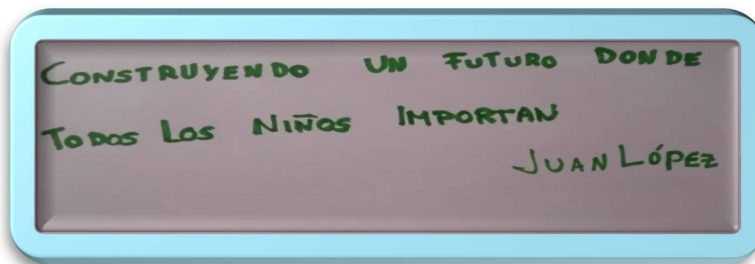 CONSTRUYENDO UN FUTURO DONDE
TODOS LOS NIÑOS IMPORTAN
JUAN LÓPEZ